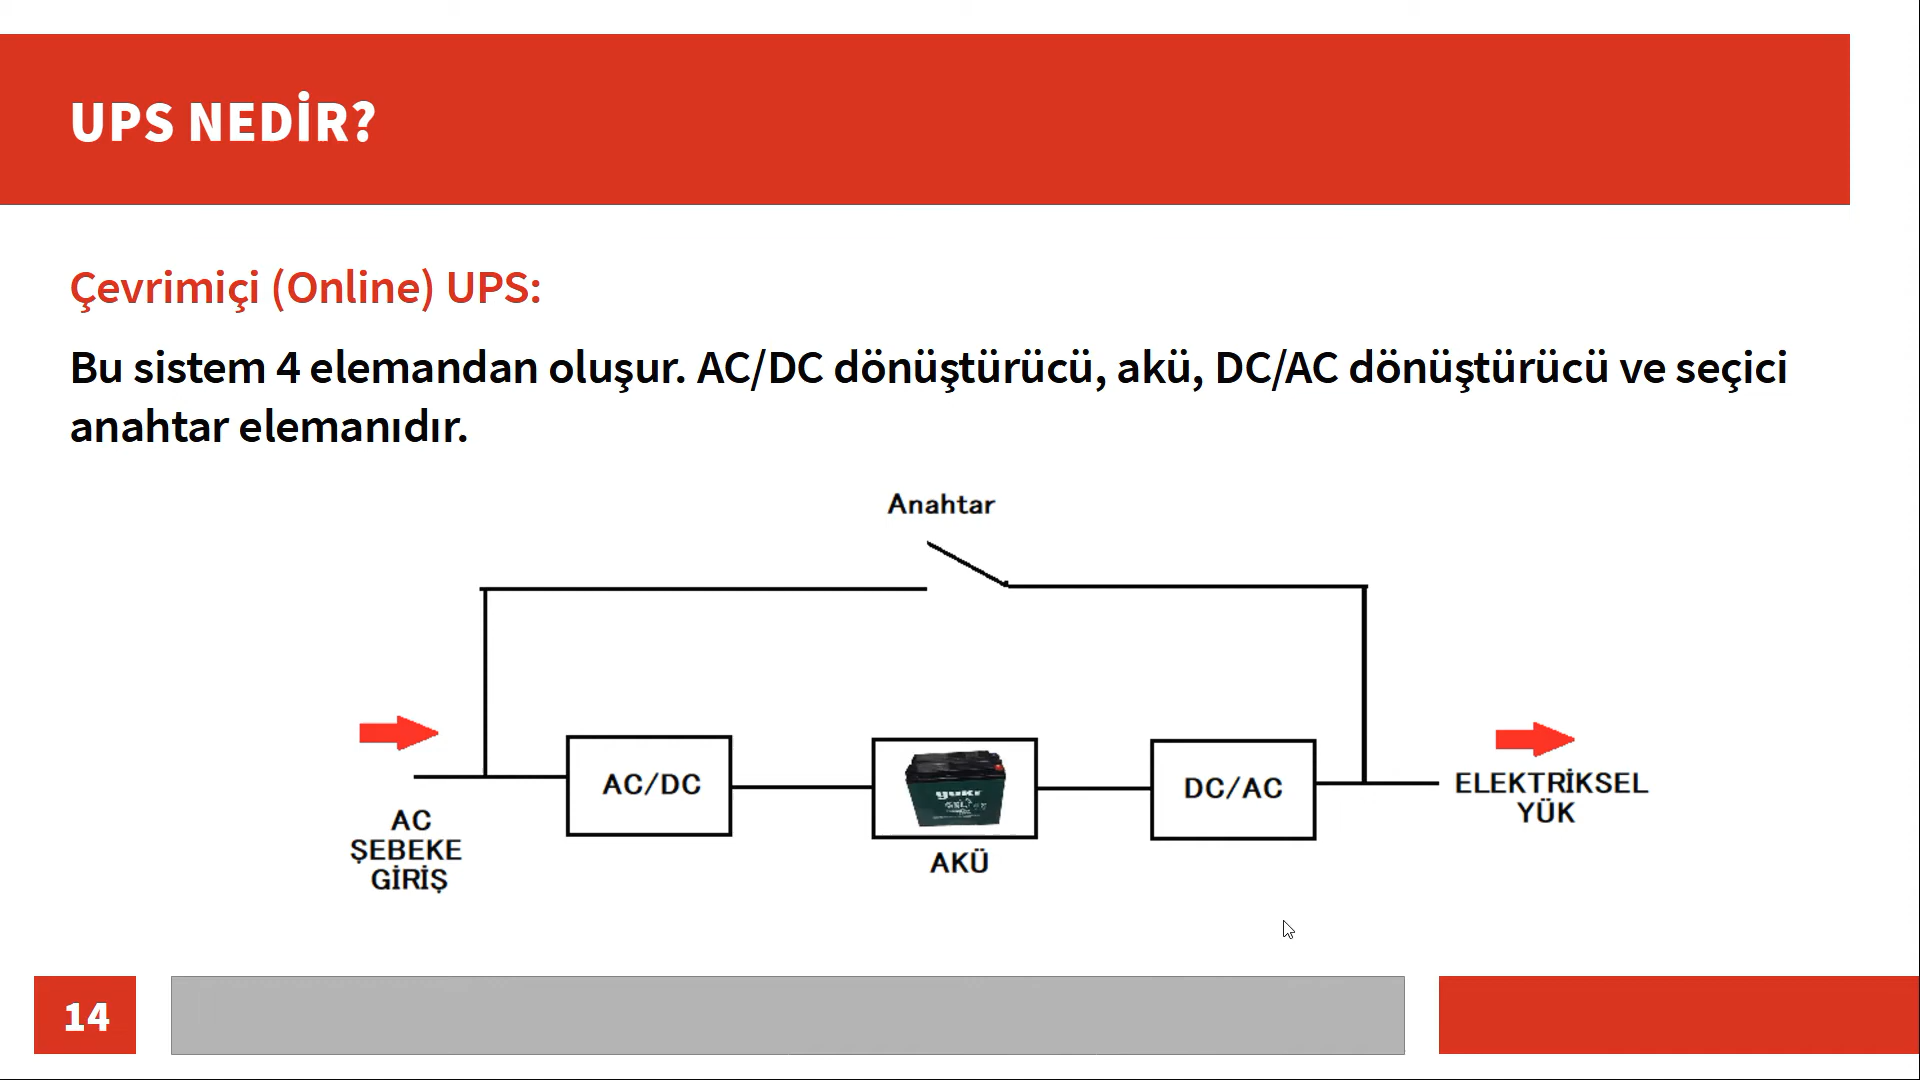 UPS NEDİR?
Çevrimiçi (Online) UPS:
Bu sistem 4 elemandan oluşur. AC/DC dönüştürücü, akü, DC/AC dönüştürücü ve seçici
anahtar elemanıdır.
Anahtar
AC/DC
DC/AC
AC
ŞEBEKE
GİRİŞ
AKÜ
ELEKTRİKSEL
YÜK
14